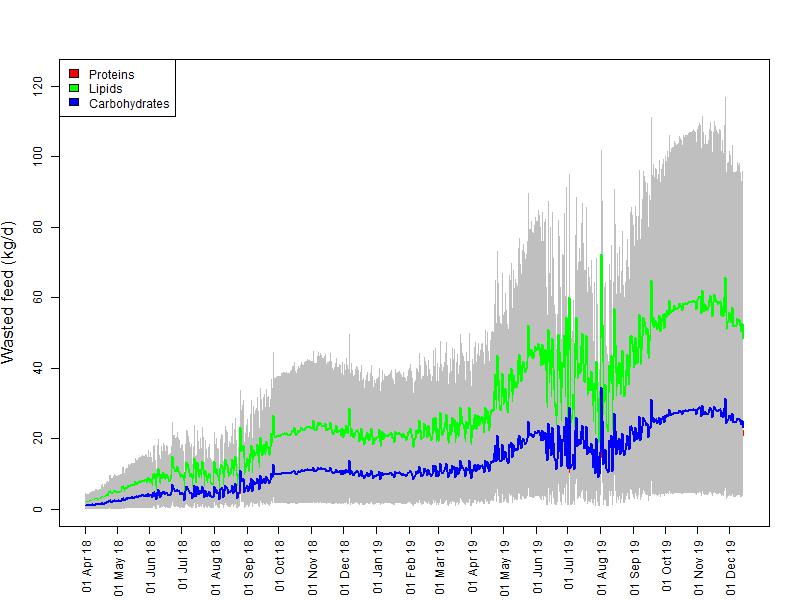 Proteins
Lipids
Carbohydrates
Wasted feed (kg/d)
120
100
80
60
40
20
0
01 Apr 18
01 May 18
01 Jun 18
01 Jul 18
01 Aug 18
01 Sep 18
01 Oct 18
01 Nov 18
01 Dec 18
01 Jan 19
01 Feb 19
01 Mar 19
01 Apr 19
01 May 19
01 Jun 19
01 Jul 19
01 Aug 19
01 Sep 19
01 Oct 19
01 Nov 19
01 Dec 19